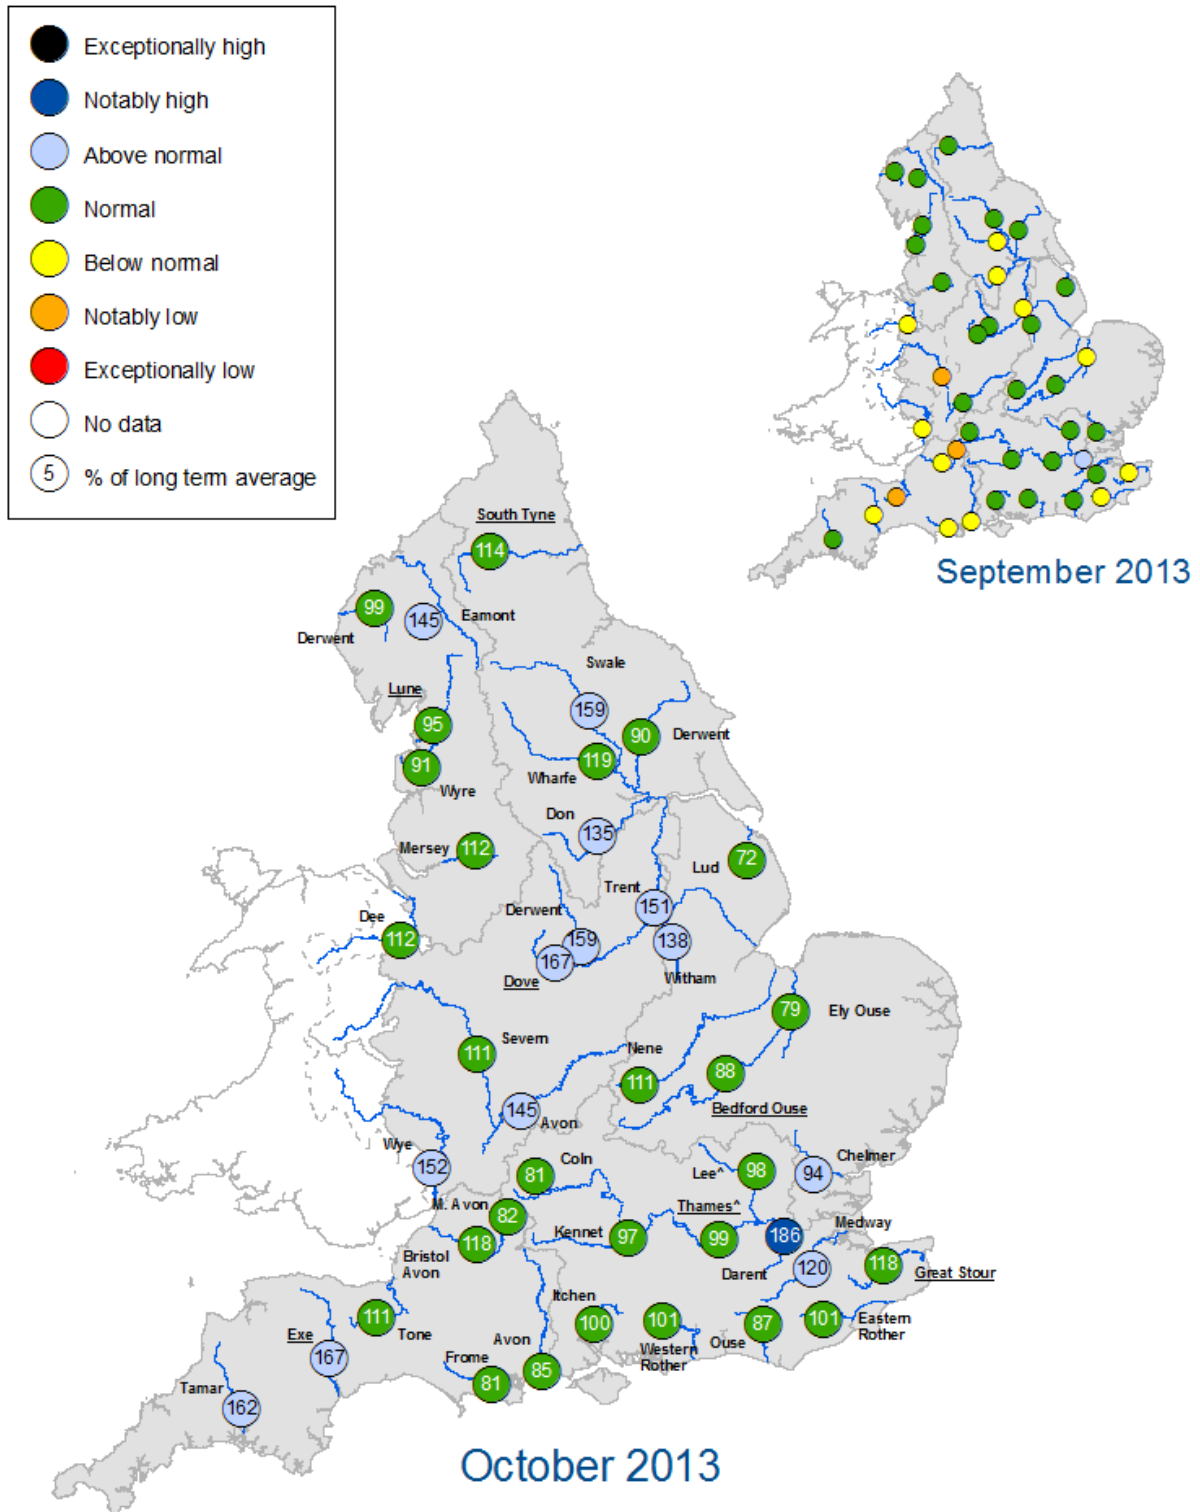 Exceptionally high
Notably high
Above normal
Normal
Below normal
Notably low
Exceptionally low
No data
5 % of long term average
September 2013
South Tyne
114
99
145
Eamont
Derwent
Swale
Lune
159
95
90
Derwent
119
91
Wharfe
Wyre
Don
135
Mersey
112
72
Lud
Trent
151
Derwent
Dee
112
159
138
167
Dove
Witham
79
Ely Ouse
Severn
111
Nene
88
111
Bedford Ouse
145
Avon
Wye
152
Coln
81
Lee^
98
Chelmer
94
M. Avon
82
Thames^
Medway
Kennet
97
99
186
118
Bristol
Avon
Darent
120
118
Great Stour
Itchen
111
Tone
100
101
87
101
Eastern
Rother
Exe
Avon
Western
Rother
Ouse
167
Frome
85
81
Tamar
162
October 2013